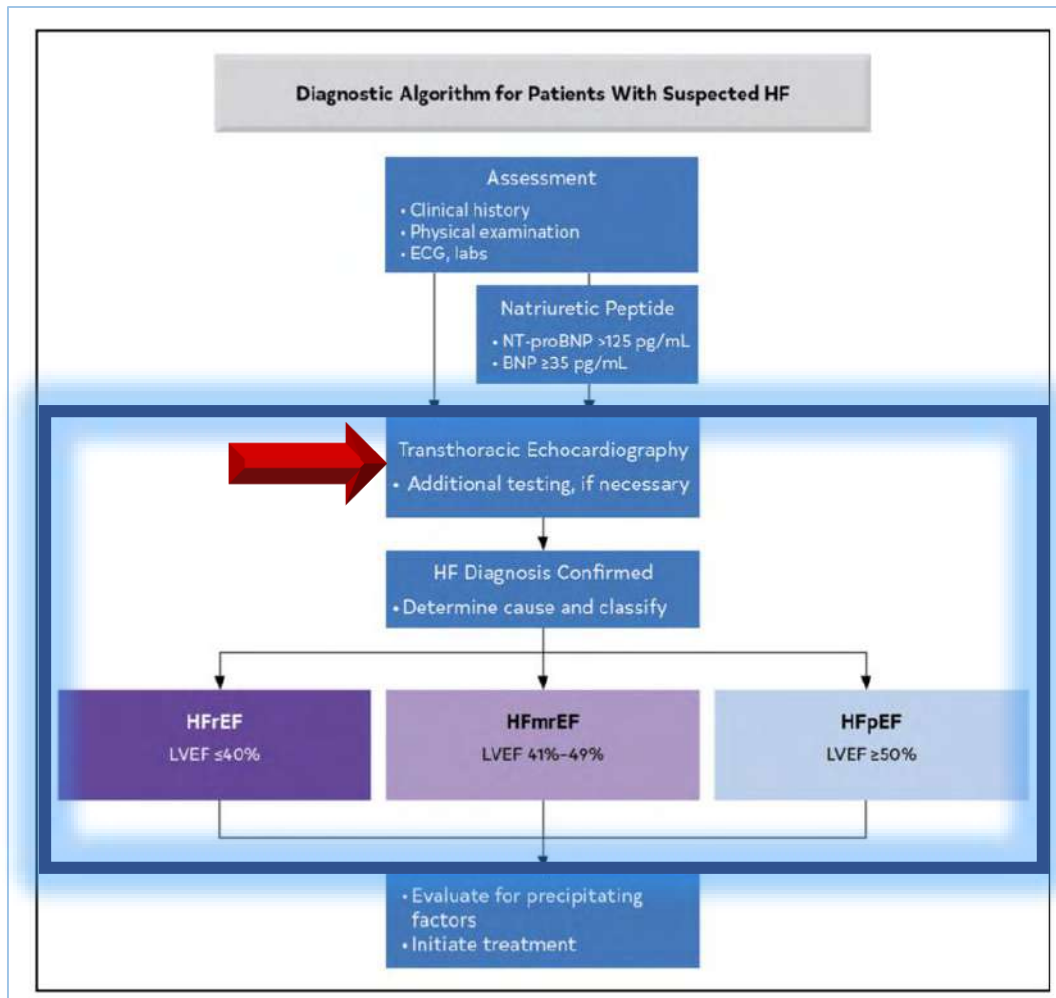 Diagnostic Algorithm for Patients With Suspected HF
Assessment
• Clinical history
• Physical examination
• ECG, labs
Natriuretic Peptide
• NT-proBNP >125 pg/mL
• BNP ≥35 pg/mL
Transthoracic Echocardiography
• Additional testing, if necessary
HF Diagnosis Confirmed
• Determine cause and classify
HFrEF
LVEF ≤40%
HFmrEF
LVEF 41%–49%
HFpEF
LVEF ≥50%
• Evaluate for precipitating
factors
• Initiate treatment